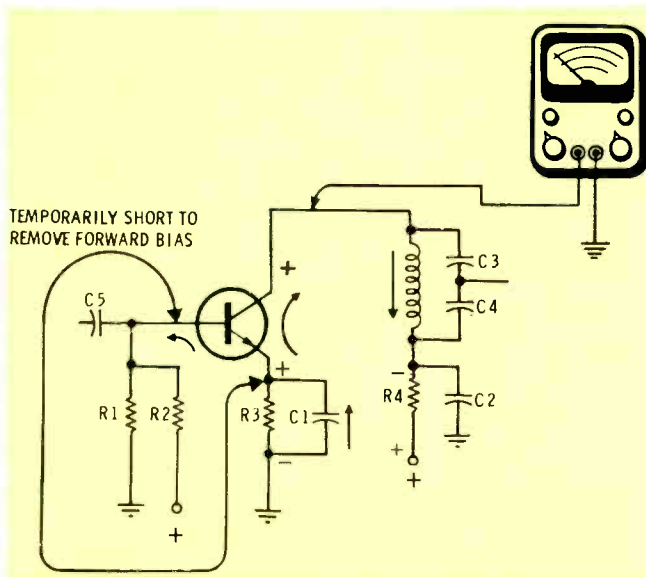 TEMPORARILY SHORT TO
REMOVE FORWARD BIAS
C5
C3
C4
+
+
R1
R2
R3
C1
R4
C2
−
−
+
+
+